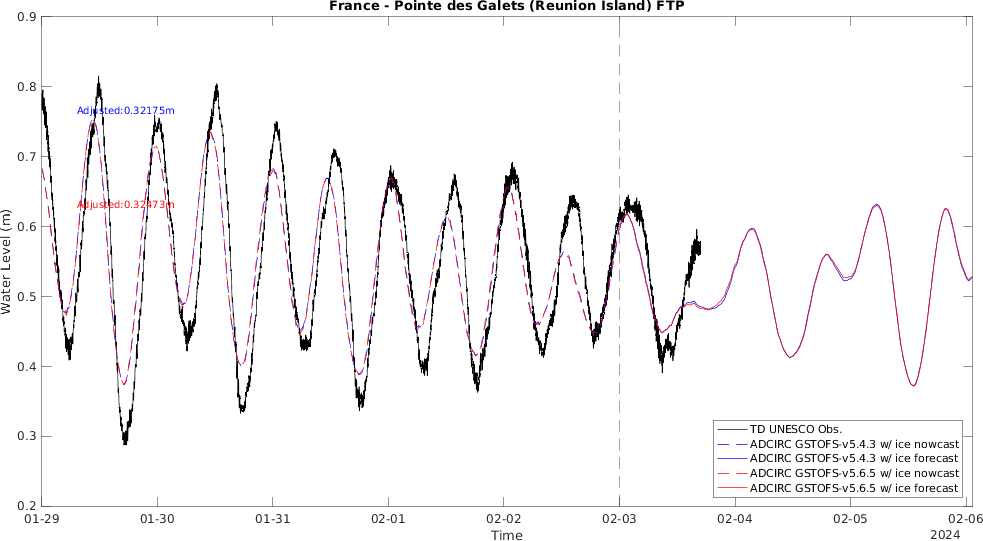 France - Pointe des Galets (Reunion Island) FTP
0.9
0.8
0.7
0.6
0.5
0.4
0.3
0.2
Water Level (m)
Adjusted:0.32175m
Adjusted:0.32473m
TD UNESCO Obs.
ADCIRC GSTOFS-v5.4.3 w/ ice nowcast
ADCIRC GSTOFS-v5.4.3 w/ ice forecast
ADCIRC GSTOFS-v5.6.5 w/ ice nowcast
ADCIRC GSTOFS-v5.6.5 w/ ice forecast
01-29 01-30 01-31 02-01 02-02 02-03 02-04 02-05 02-06
Time
2024